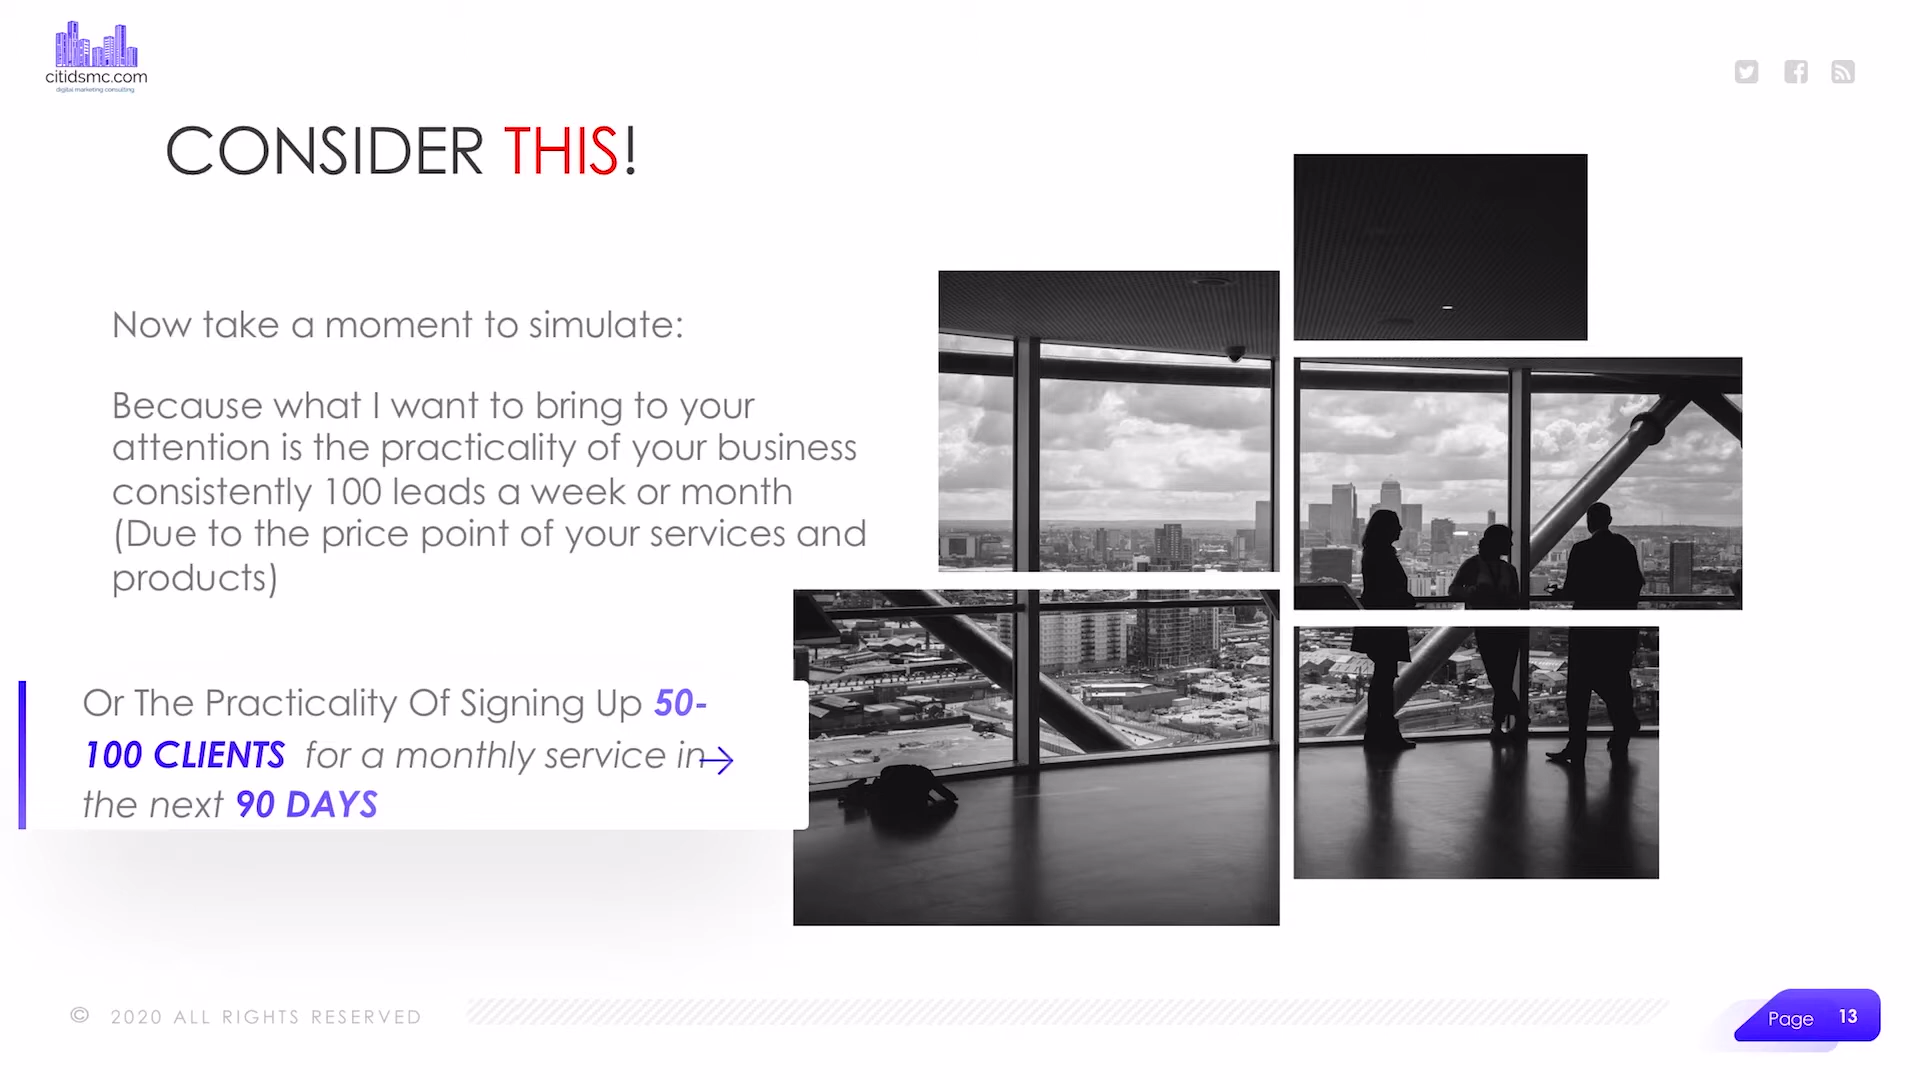 citidsmc.com
digital marketing consulting
CONSIDER THIS!
Now take a moment to simulate:
Because what I want to bring to your
attention is the practicality of your business
consistently 100 leads a week or month
(Due to the price point of your services and
products)
Or The Practicality Of Signing Up 50-
100 CLIENTS for a monthly service in
the next 90 DAYS
© 2020 ALL RIGHTS RESERVED
Page 13